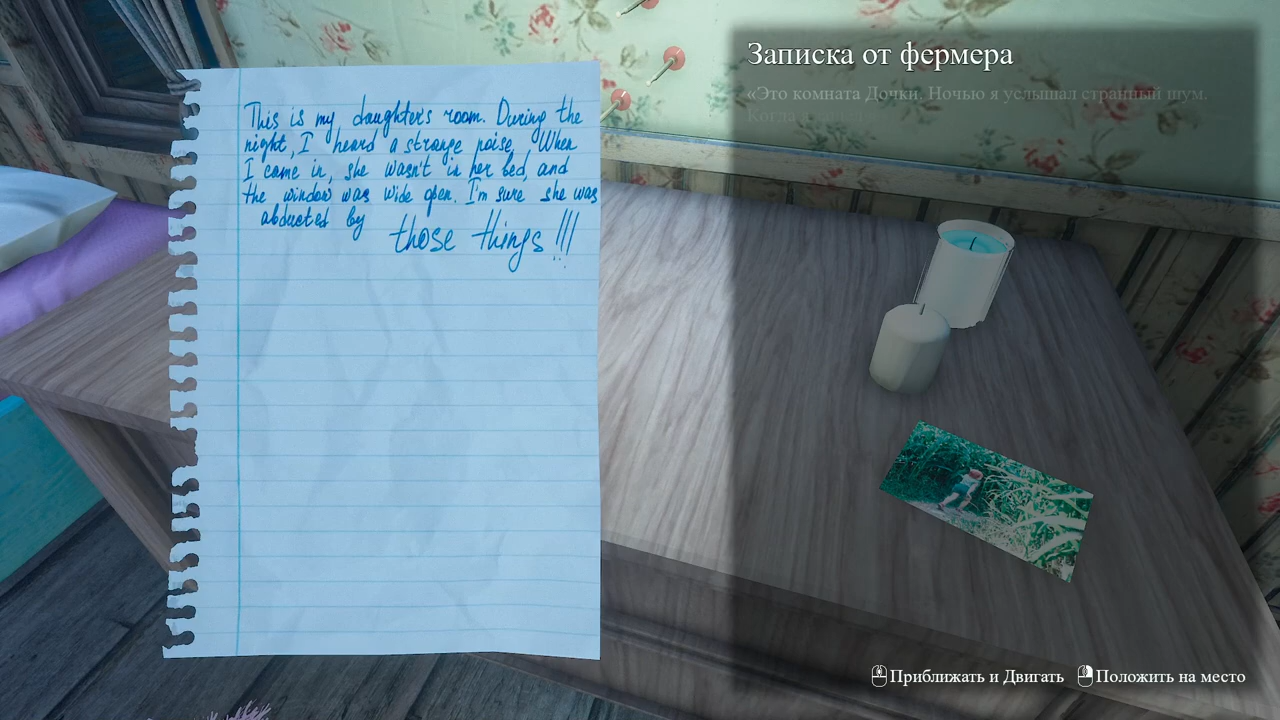 This is my daughter's room. During the
night, I heard a strange noise. When
I came in, she wasn't in her bed, and
the window was wide open. I'm sure she was
abducted by those things!!!
Записка от фермера
«Это комната Дочки. Ночью я услышал странный шум.
Когда я
Приближать и Двигать
Положить на место